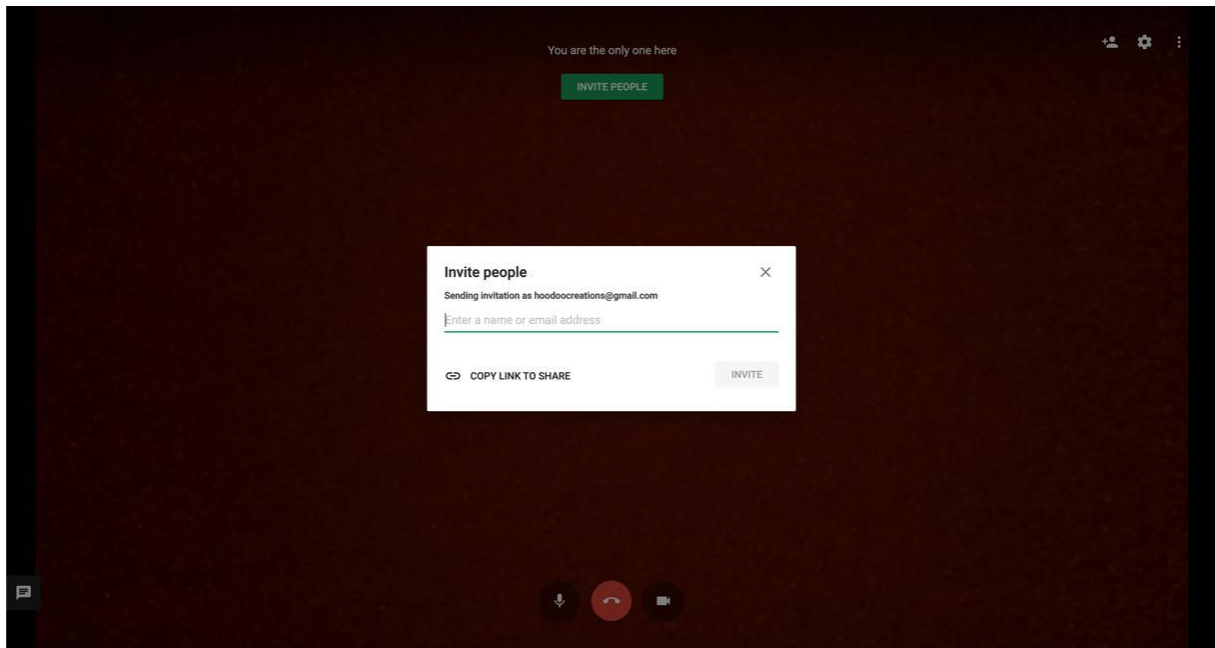 You are the only one here
INVITE PEOPLE
Invite people
Sending invitation as hoodoocreations@gmail.com
Enter a name or email address
COPY LINK TO SHARE
INVITE